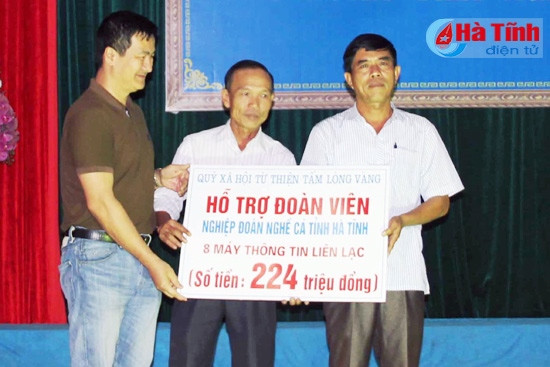 Hà Tĩnh
điện tử
QUỸ XÃ HỘI TỪ THIỆN TẤM LÒNG VÀNG
HỖ TRỢ ĐOÀN VIÊN
NGHIỆP ĐOÀN NGHỀ CÁ TỈNH HÀ TĨNH
8 MÁY THÔNG TIN LIÊN LẠC
(Số tiền : 224 triệu đồng)